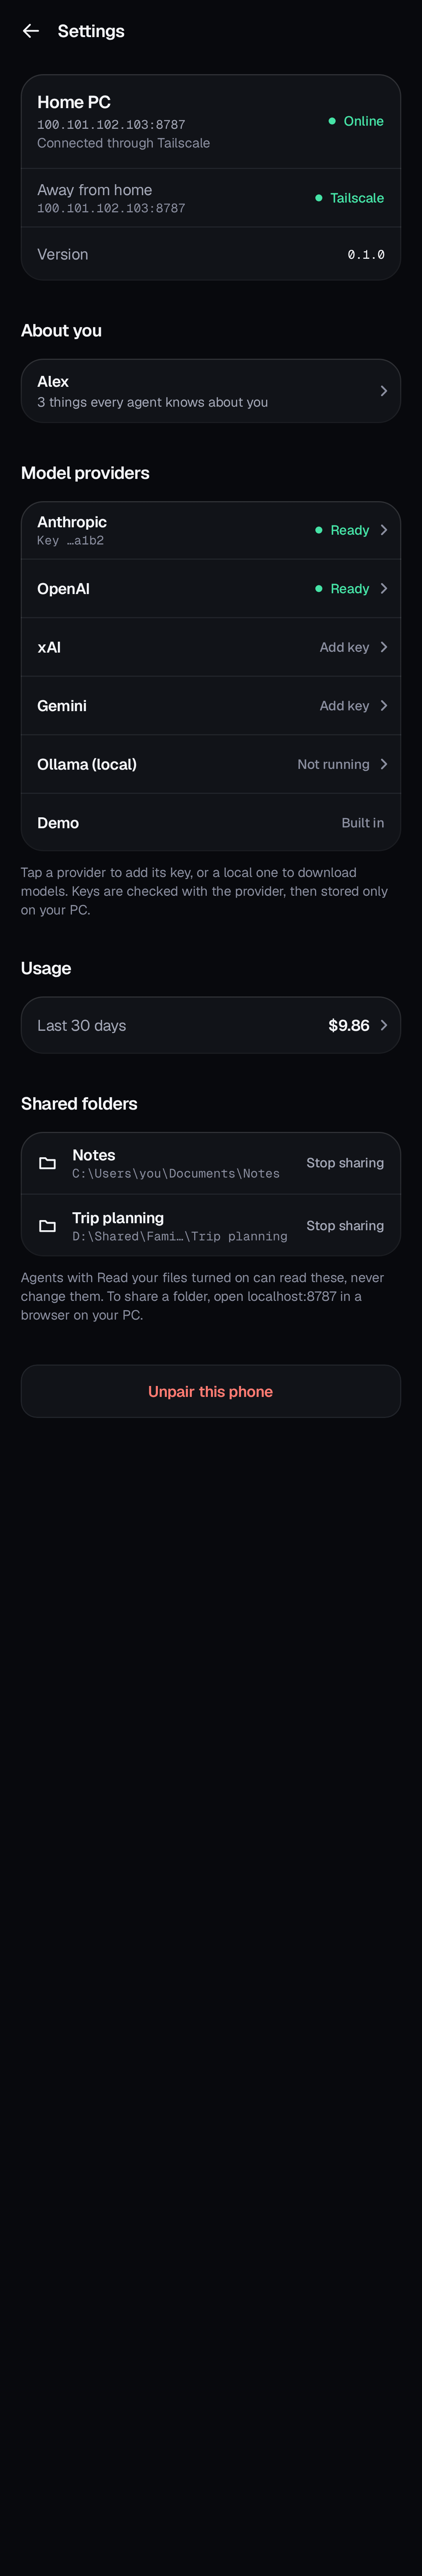 Settings
Home PC
100.101.102.103:8787
Connected through Tailscale
Online
Away from home
100.101.102.103:8787
Tailscale
Version
0.1.0
About you
Alex
3 things every agent knows about you
Model providers
Anthropic
Key …a1b2
Ready
OpenAI
Ready
xAI
Add key
Gemini
Add key
Ollama (local)
Not running
Demo
Built in
Tap a provider to add its key, or a local one to download
models. Keys are checked with the provider, then stored only
on your PC.
Usage
Last 30 days
$9.86
Shared folders
Notes
C:\Users\you\Documents\Notes
Stop sharing
Trip planning
D:\Shared\Fami…\Trip planning
Stop sharing
Agents with Read your files turned on can read these, never
change them. To share a folder, open localhost:8787 in a
browser on your PC.
Unpair this phone